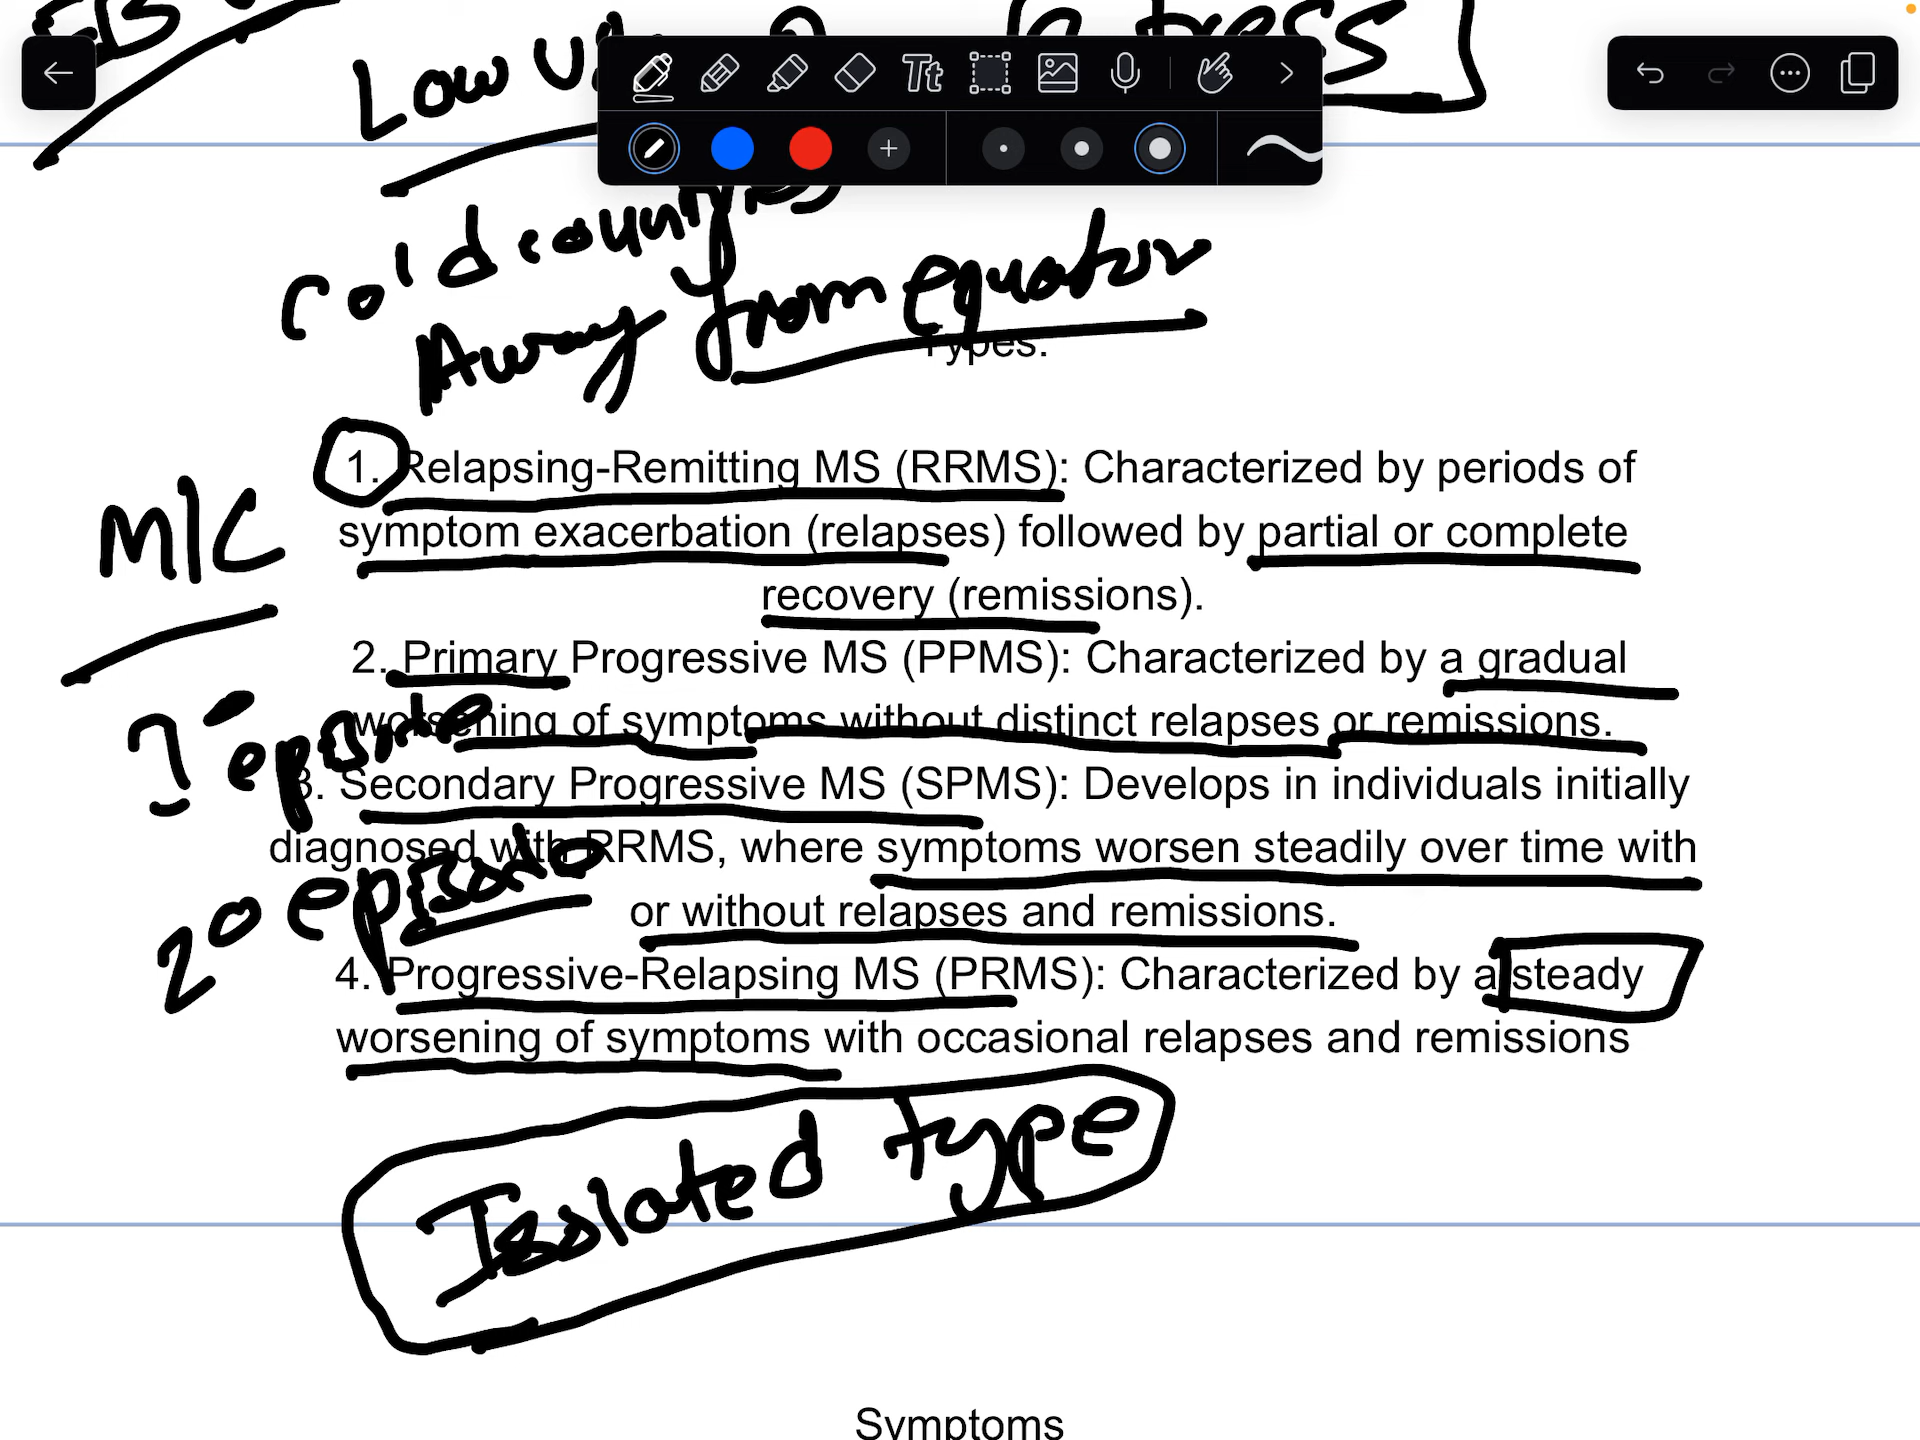 EB
Low
tress
Tt
Cold countries
Away from equator
Types:
1. Relapsing-Remitting MS (RRMS): Characterized by periods of
M/C
symptom exacerbation (relapses) followed by partial or complete
recovery (remissions).
2. Primary Progressive MS (PPMS): Characterized by a gradual
worsening of symptoms without distinct relapses or remissions.
1° episode
3. Secondary Progressive MS (SPMS): Develops in individuals initially
diagnosed with RRMS, where symptoms worsen steadily over time with
2° episode
or without relapses and remissions.
4. Progressive-Relapsing MS (PRMS): Characterized by a steady
worsening of symptoms with occasional relapses and remissions
Isolated type
Symptoms